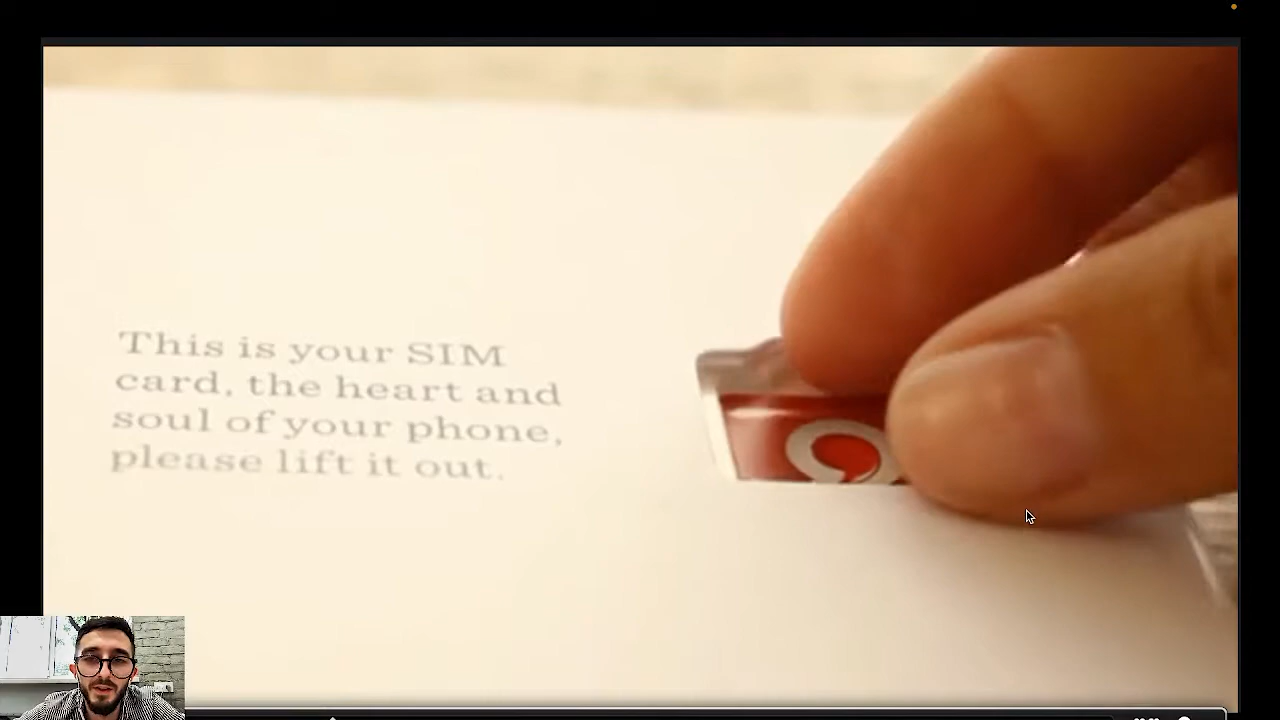 This is your SIM
card, the heart and
soul of your phone,
please lift it out.